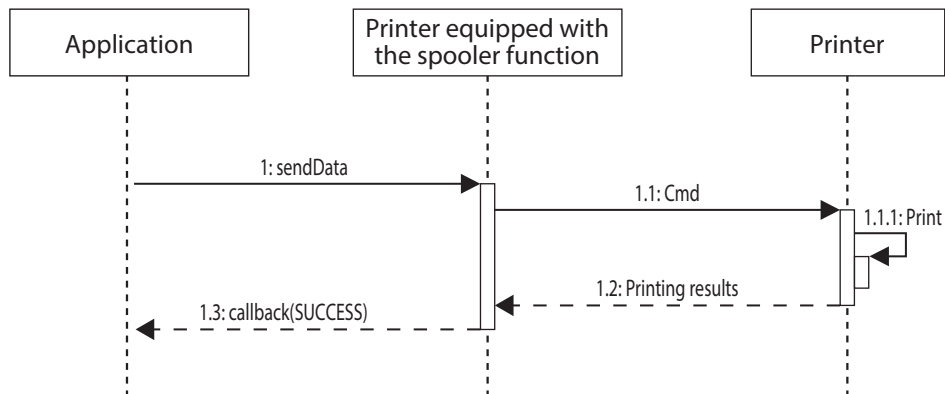 Application
Printer equipped with
the spooler function
Printer
1: sendData
1.1: Cmd
1.1.1: Print
1.2: Printing results
1.3: callback(SUCCESS)